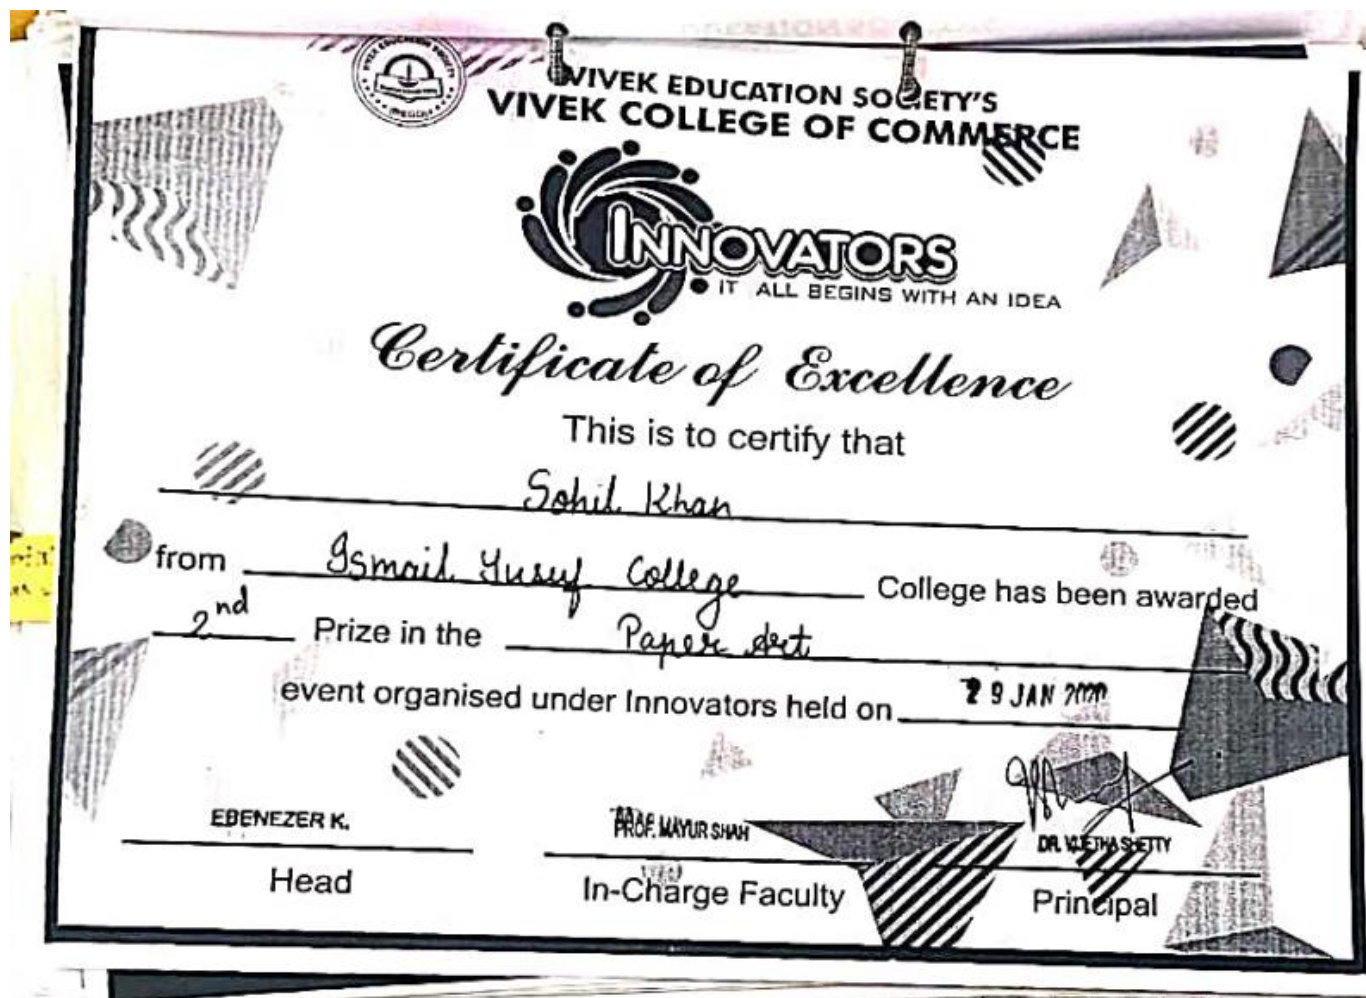 VIVEK EDUCATION SOCIETY'S
VIVEK COLLEGE OF COMMERCE
INNOVATORS
IT ALL BEGINS WITH AN IDEA
Certificate of Excellence
This is to certify that
Sohil Khan
from Ismail Yusuf College College has been awarded
2nd Prize in the Paper Art
event organised under Innovators held on 29 JAN 2020
EBENEZER K. PROF. MAYUR SHAH DR. VIJETHA SHETTY
Head In-Charge Faculty Principal